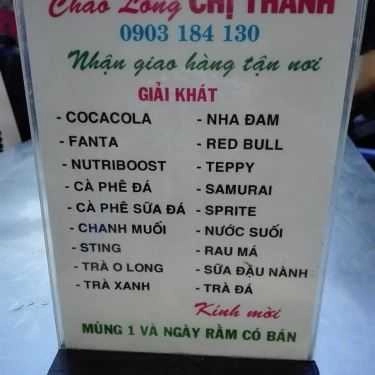 Cháo Lòng CHỊ THANH
0903 184 130
Nhận giao hàng tận nơi
GIẢI KHÁT
- COCACOLA
- FANTA
- NUTRIBOOST
- CÀ PHÊ ĐÁ
- CÀ PHÊ SỮA ĐÁ
- CHANH MUỐI
- STING
- TRÀ O LONG
- TRÀ XANH
- NHA ĐAM
- RED BULL
- TEPPY
- SAMURAI
- SPRITE
- NƯỚC SUỐI
- RAU MÁ
- SỮA ĐẬU NÀNH
- TRÀ ĐÁ
Kính mời
MÙNG 1 VÀ NGÀY RẰM CÓ BÁN